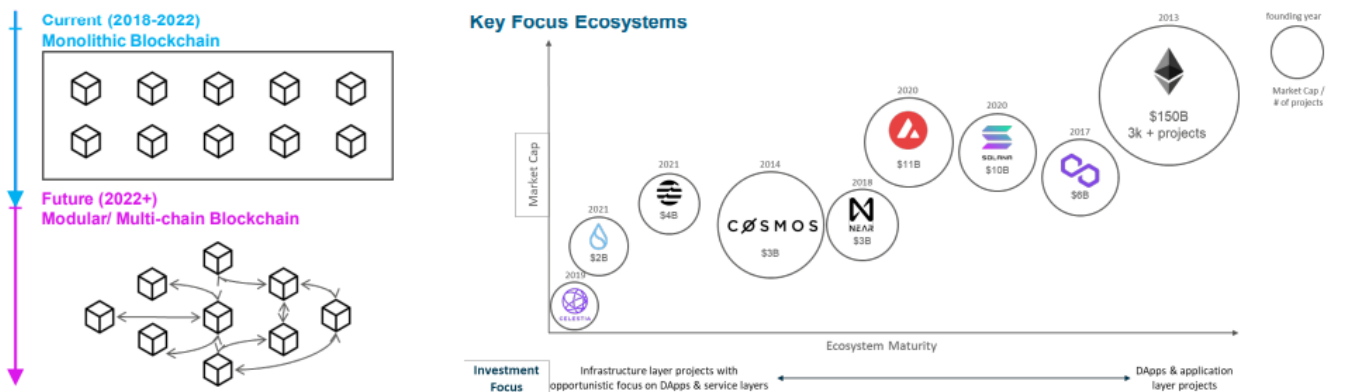 Current (2018-2022)
Monolithic Blockchain
Future (2022+)
Modular/ Multi-chain Blockchain
Key Focus Ecosystems
founding year
Market Cap /
# of projects
Market Cap
2019
CELESTIA
2021
$2B
2021
$4B
2014
COSMOS
$3B
2018
NEAR
$3B
2020
$11B
2020
SOLANA
$10B
2017
$6B
2013
$150B
3k + projects
Ecosystem Maturity
Investment
Focus
Infrastructure layer projects with
opportunistic focus on DApps & service layers
DApps & application
layer projects